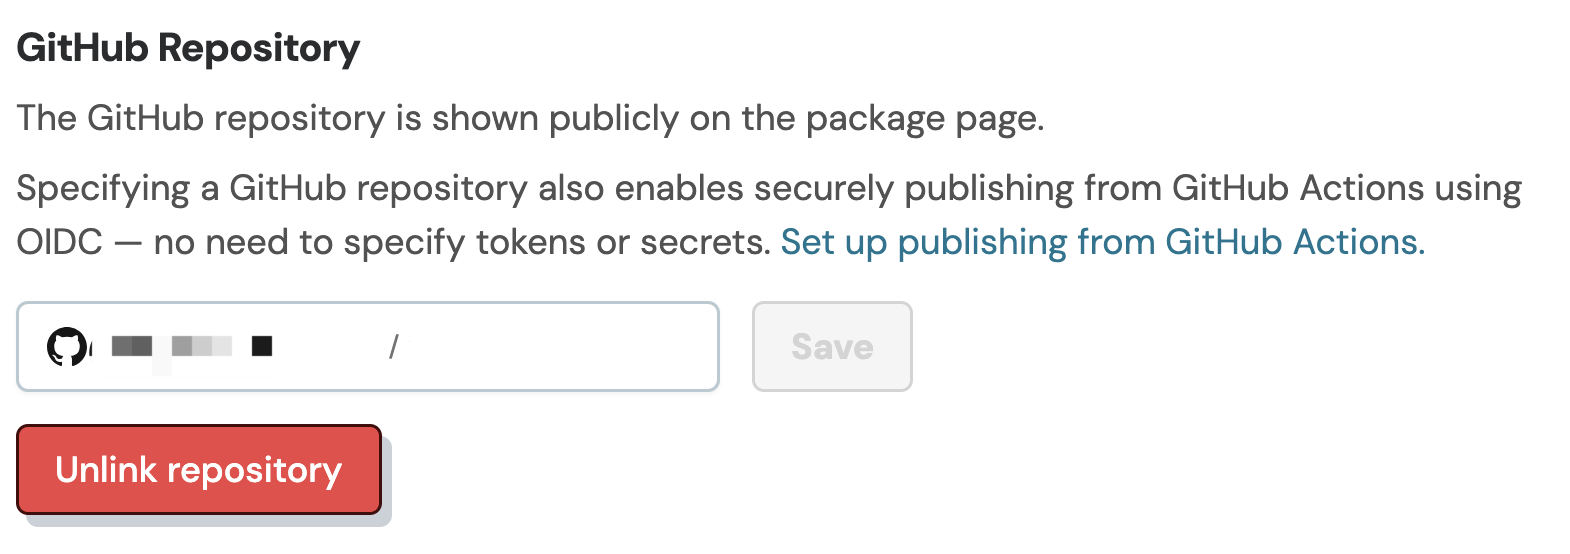 GitHub Repository
The GitHub repository is shown publicly on the package page.
Specifying a GitHub repository also enables securely publishing from GitHub Actions using
OIDC — no need to specify tokens or secrets. Set up publishing from GitHub Actions.
/
Save
Unlink repository